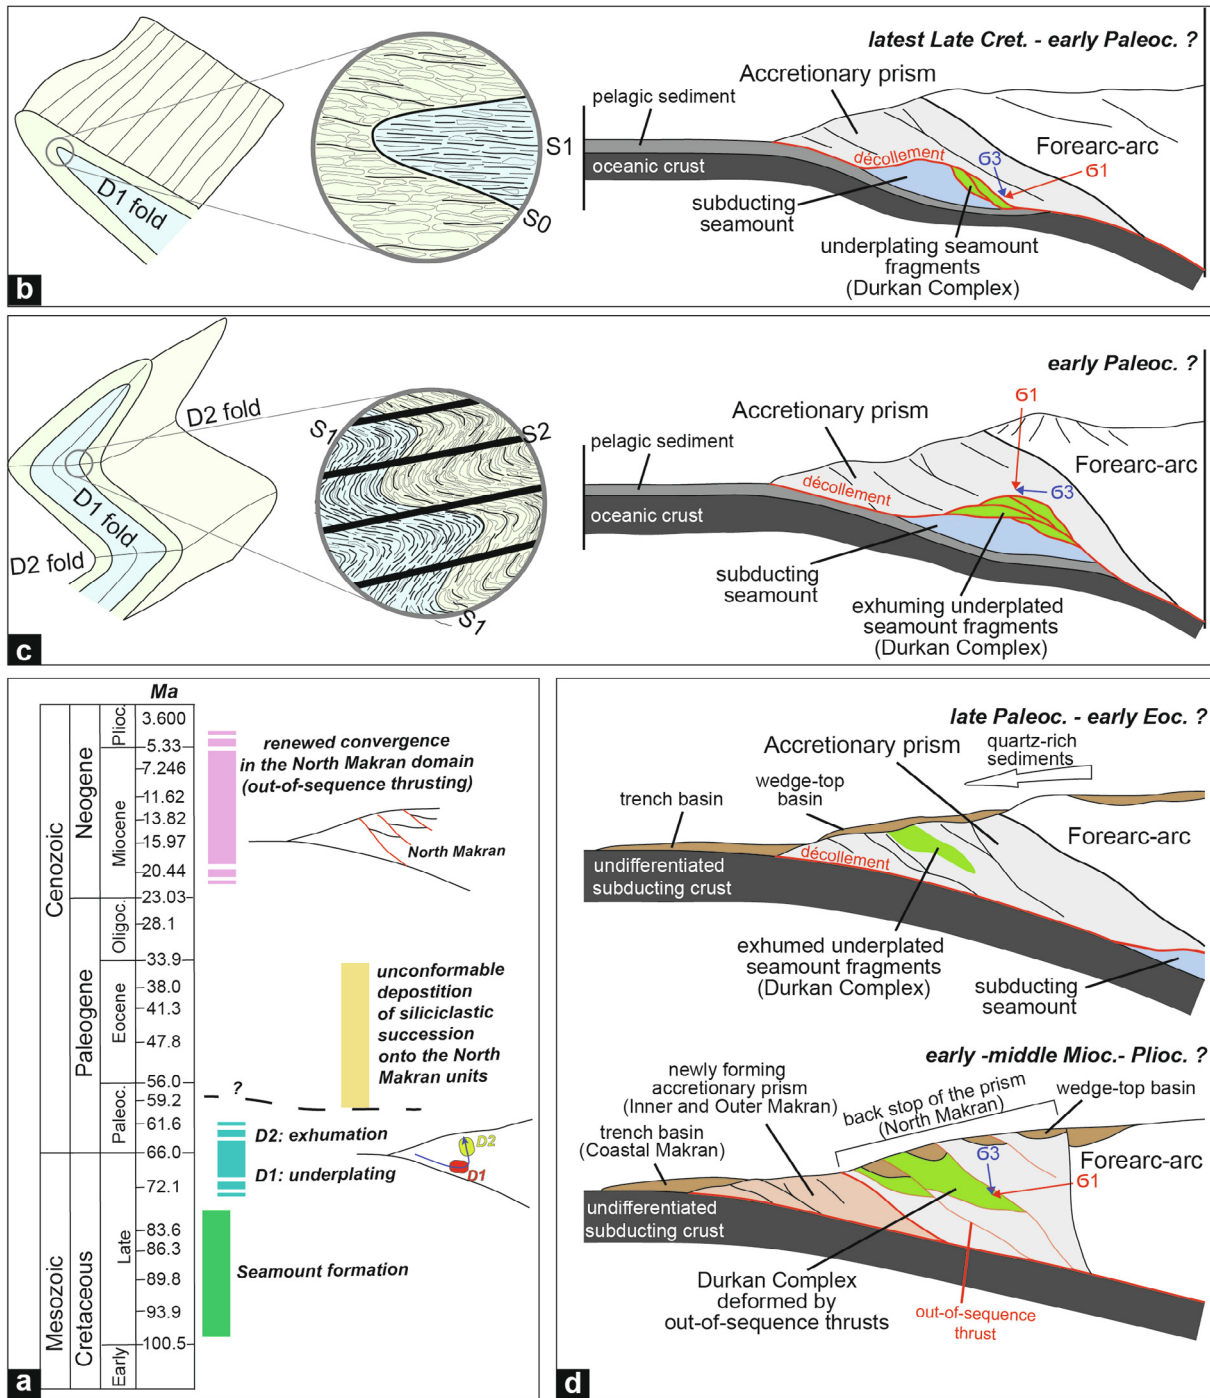 latest Late Cret. - early Paleoc. ?
Accretionary prism
pelagic sediment
Forearc-arc
décollement
oceanic crust
ϭ3
ϭ1
subducting
seamount
underplating seamount
fragments
(Durkan Complex)
D1 fold
S1
S0
b
early Paleoc. ?
ϭ1
Accretionary prism
pelagic sediment
Forearc-arc
décollement
ϭ3
oceanic crust
subducting
seamount
exhuming underplated
seamount fragments
(Durkan Complex)
D2 fold
D1 fold
D2 fold
S1
S2
S1
c
Ma
Cenozoic
Mesozoic
Neogene
Paleogene
Cretaceous
Plioc.
Miocene
Oligoc.
Eocene
Paleoc.
Late
Early
3.600
5.33
7.246
11.62
13.82
15.97
20.44
23.03
28.1
33.9
38.0
41.3
47.8
56.0
59.2
61.6
66.0
72.1
83.6
86.3
89.8
93.9
100.5
renewed convergence
in the North Makran domain
(out-of-sequence thrusting)
North Makran
unconformable
depostition
of siliciclastic
succession
onto the North
Makran units
?
D2: exhumation
D1: underplating
D2
D1
Seamount formation
a
late Paleoc. - early Eoc. ?
Accretionary prism
quartz-rich
sediments
wedge-top
basin
trench basin
Forearc-arc
undifferentiated
subducting crust
décollement
exhumed underplated
seamount fragments
(Durkan Complex)
subducting
seamount
early -middle Mioc.- Plioc. ?
newly forming
accretionary prism
(Inner and Outer Makran)
back stop of the prism
(North Makran)
wedge-top basin
trench basin
(Coastal Makran)
Forearc-arc
ϭ3
ϭ1
undifferentiated
subducting crust
Durkan Complex
deformed by
out-of-sequence thrusts
out-of-sequence
thrust
d